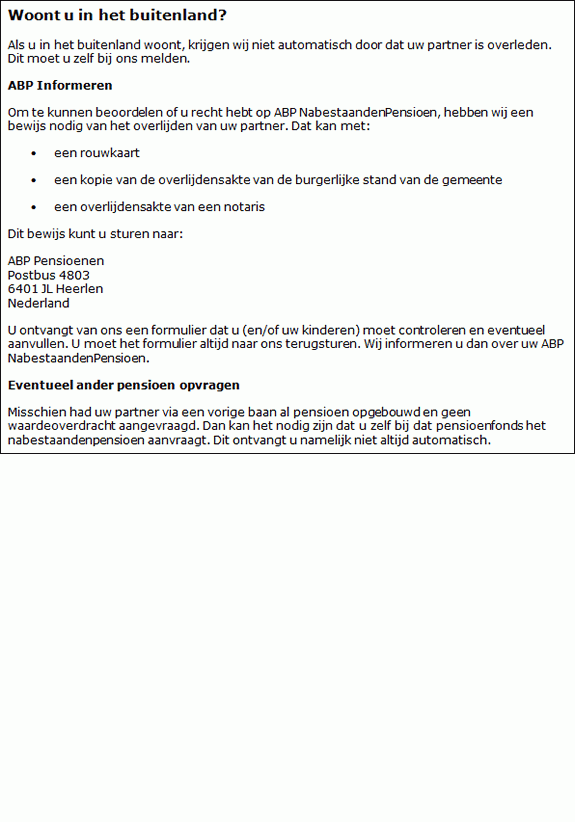 Woont u in het buitenland?
Als u in het buitenland woont, krijgen wij niet automatisch door dat uw partner is overleden.
Dit moet u zelf bij ons melden.
ABP Informeren
Om te kunnen beoordelen of u recht hebt op ABP NabestaandenPensioen, hebben wij een
bewijs nodig van het overlijden van uw partner. Dat kan met:
• een rouwkaart
• een kopie van de overlijdensakte van de burgerlijke stand van de gemeente
• een overlijdensakte van een notaris
Dit bewijs kunt u sturen naar:
ABP Pensioenen
Postbus 4803
6401 JL Heerlen
Nederland
U ontvangt van ons een formulier dat u (en/of uw kinderen) moet controleren en eventueel
aanvullen. U moet het formulier altijd naar ons terugsturen. Wij informeren u dan over uw ABP
NabestaandenPensioen.
Eventueel ander pensioen opvragen
Misschien had uw partner via een vorige baan al pensioen opgebouwd en geen
waardeoverdracht aangevraagd. Dan kan het nodig zijn dat u zelf bij dat pensioenfonds het
nabestaandenpensioen aanvraagt. Dit ontvangt u namelijk niet altijd automatisch.